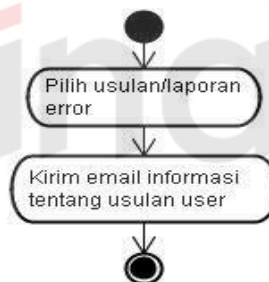 Pilih usulan/laporan
error
Kirim email informasi
tentang usulan user